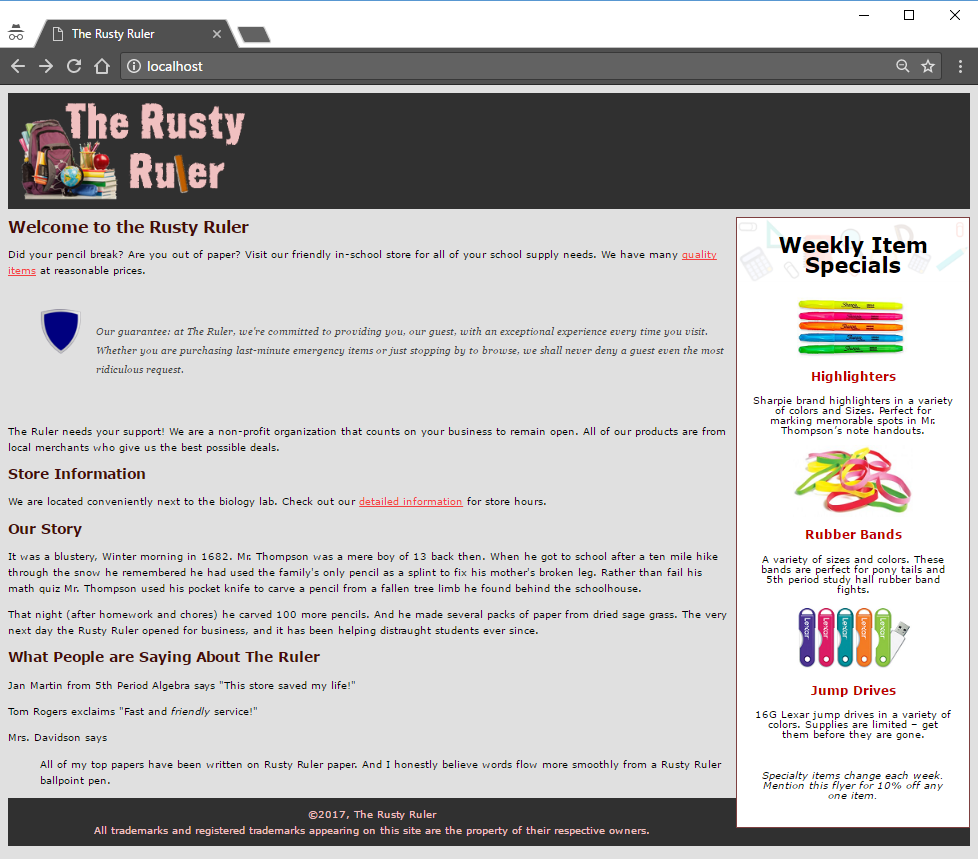 The Rusty Ruler
localhost
The Rusty
Ruler
Welcome to the Rusty Ruler
Did your pencil break? Are you out of paper? Visit our friendly in-school store for all of your school supply needs. We have many quality
items at reasonable prices.
Our guarantee: at The Ruler, we're committed to providing you, our guest, with an exceptional experience every time you visit.
Whether you are purchasing last-minute emergency items or just stopping by to browse, we shall never deny a guest even the most
ridiculous request.
The Ruler needs your support! We are a non-profit organization that counts on your business to remain open. All of our products are from
local merchants who give us the best possible deals.
Store Information
We are located conveniently next to the biology lab. Check out our detailed information for store hours.
Our Story
It was a blustery, Winter morning in 1682. Mr. Thompson was a mere boy of 13 back then. When he got to school after a ten mile hike
through the snow he remembered he had used the family's only pencil as a splint to fix his mother's broken leg. Rather than fail his
math quiz Mr. Thompson used his pocket knife to carve a pencil from a fallen tree limb he found behind the schoolhouse.
That night (after homework and chores) he carved 100 more pencils. And he made several packs of paper from dried sage grass. The very
next day the Rusty Ruler opened for business, and it has been helping distraught students ever since.
What People are Saying About The Ruler
Jan Martin from 5th Period Algebra says "This store saved my life!"
Tom Rogers exclaims "Fast and friendly service!"
Mrs. Davidson says
All of my top papers have been written on Rusty Ruler paper. And I honestly believe words flow more smoothly from a Rusty Ruler
ballpoint pen.
©2017, The Rusty Ruler
All trademarks and registered trademarks appearing on this site are the property of their respective owners.
Weekly Item
Specials
Sharpie
Sharpie
Sharpie
Sharpie
Sharpie
Highlighters
Sharpie brand highlighters in a variety
of colors and Sizes. Perfect for
marking memorable spots in Mr.
Thompson's note handouts.
Rubber Bands
A variety of sizes and colors. These
bands are perfect for pony tails and
5th period study hall rubber band
fights.
Lexar
Lexar
Lexar
Lexar
Lexar
Jump Drives
16G Lexar jump drives in a variety of
colors. Supplies are limited – get
them before they are gone.
Specialty items change each week.
Mention this flyer for 10% off any
one item.